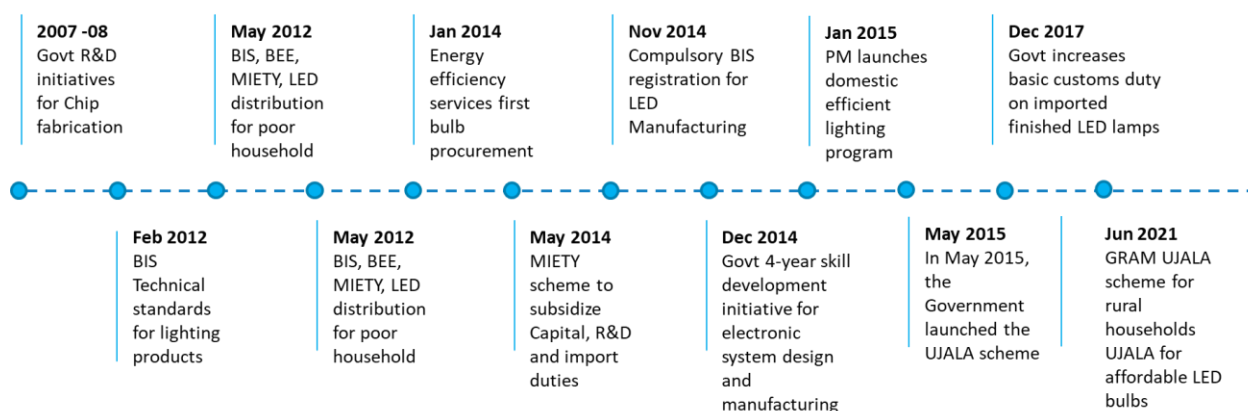 2007 -08
Govt R&D
initiatives
for Chip
fabrication
May 2012
BIS, BEE,
MIETY, LED
distribution
for poor
household
Jan 2014
Energy
efficiency
services first
bulb
procurement
Nov 2014
Compulsory BIS
registration for
LED
Manufacturing
Jan 2015
PM launches
domestic
efficient
lighting
program
Dec 2017
Govt increases
basic customs duty
on imported
finished LED lamps
Feb 2012
BIS
Technical
standards
for lighting
products
May 2012
BIS, BEE,
MIETY, LED
distribution
for poor
household
May 2014
MIETY
scheme to
subsidize
Capital, R&D
and import
duties
Dec 2014
Govt 4-year skill
development
initiative for
electronic
system design
and
manufacturing
May 2015
In May 2015,
the
Government
launched the
UJALA scheme
Jun 2021
GRAM UJALA
scheme for
rural
households
UJALA for
affordable LED
bulbs